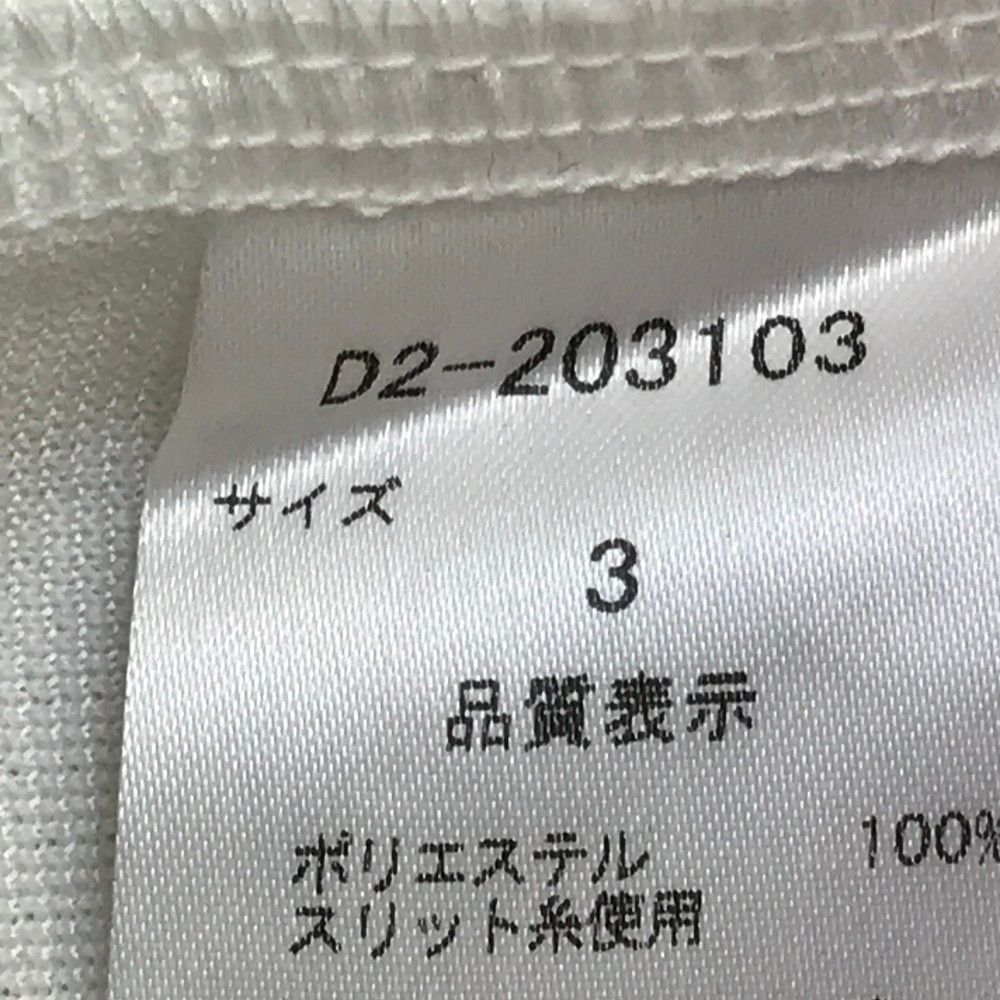 D2-203103
サイズ
3
品質表示
ポリエステル 100%
スリット糸使用